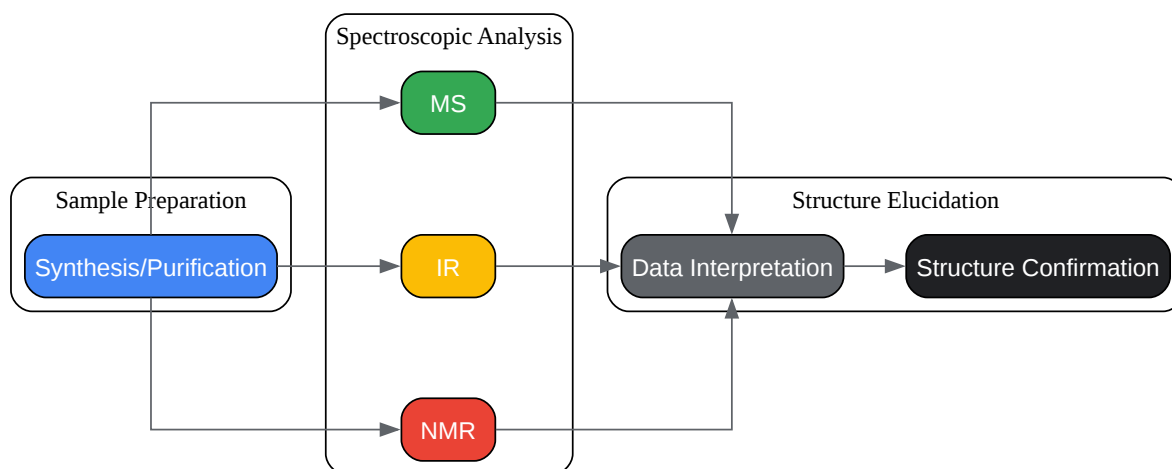 Spectroscopic Analysis
MS
Sample Preparation
Synthesis/Purification
IR
NMR
Structure Elucidation
Data Interpretation
Structure Confirmation